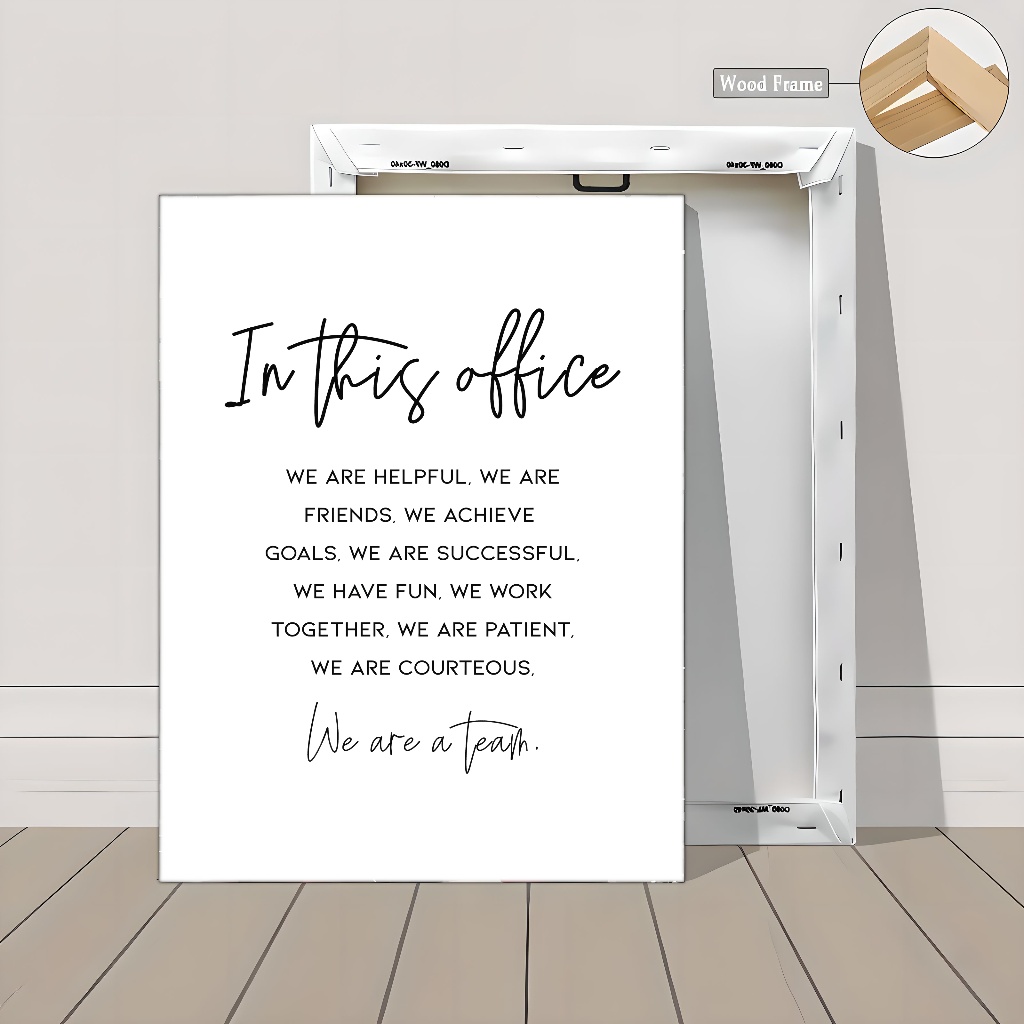 Wood Frame
In this office
WE ARE HELPFUL, WE ARE
FRIENDS, WE ACHIEVE
GOALS, WE ARE SUCCESSFUL,
WE HAVE FUN, WE WORK
TOGETHER, WE ARE PATIENT,
WE ARE COURTEOUS,
We are a team.